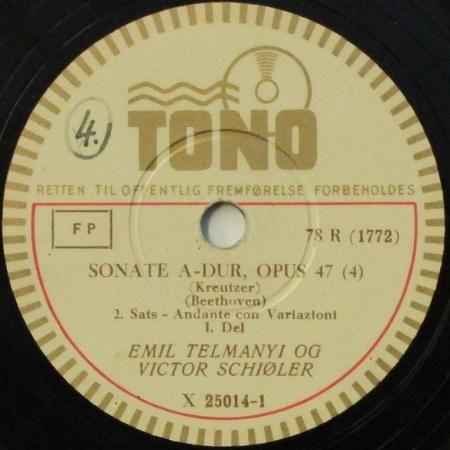 4.
TONO
RETTEN TIL OFFENTLIG FREMFØRELSE FORBEHOLDES
FP
78 R (1772)
SONATE A-DUR, OPUS 47 (4)
(Kreutzer)
(Beethoven)
2. Sats - Andante con Variazioni
I. Del
EMIL TELMANYI OG
VICTOR SCHIØLER
X 25014-1